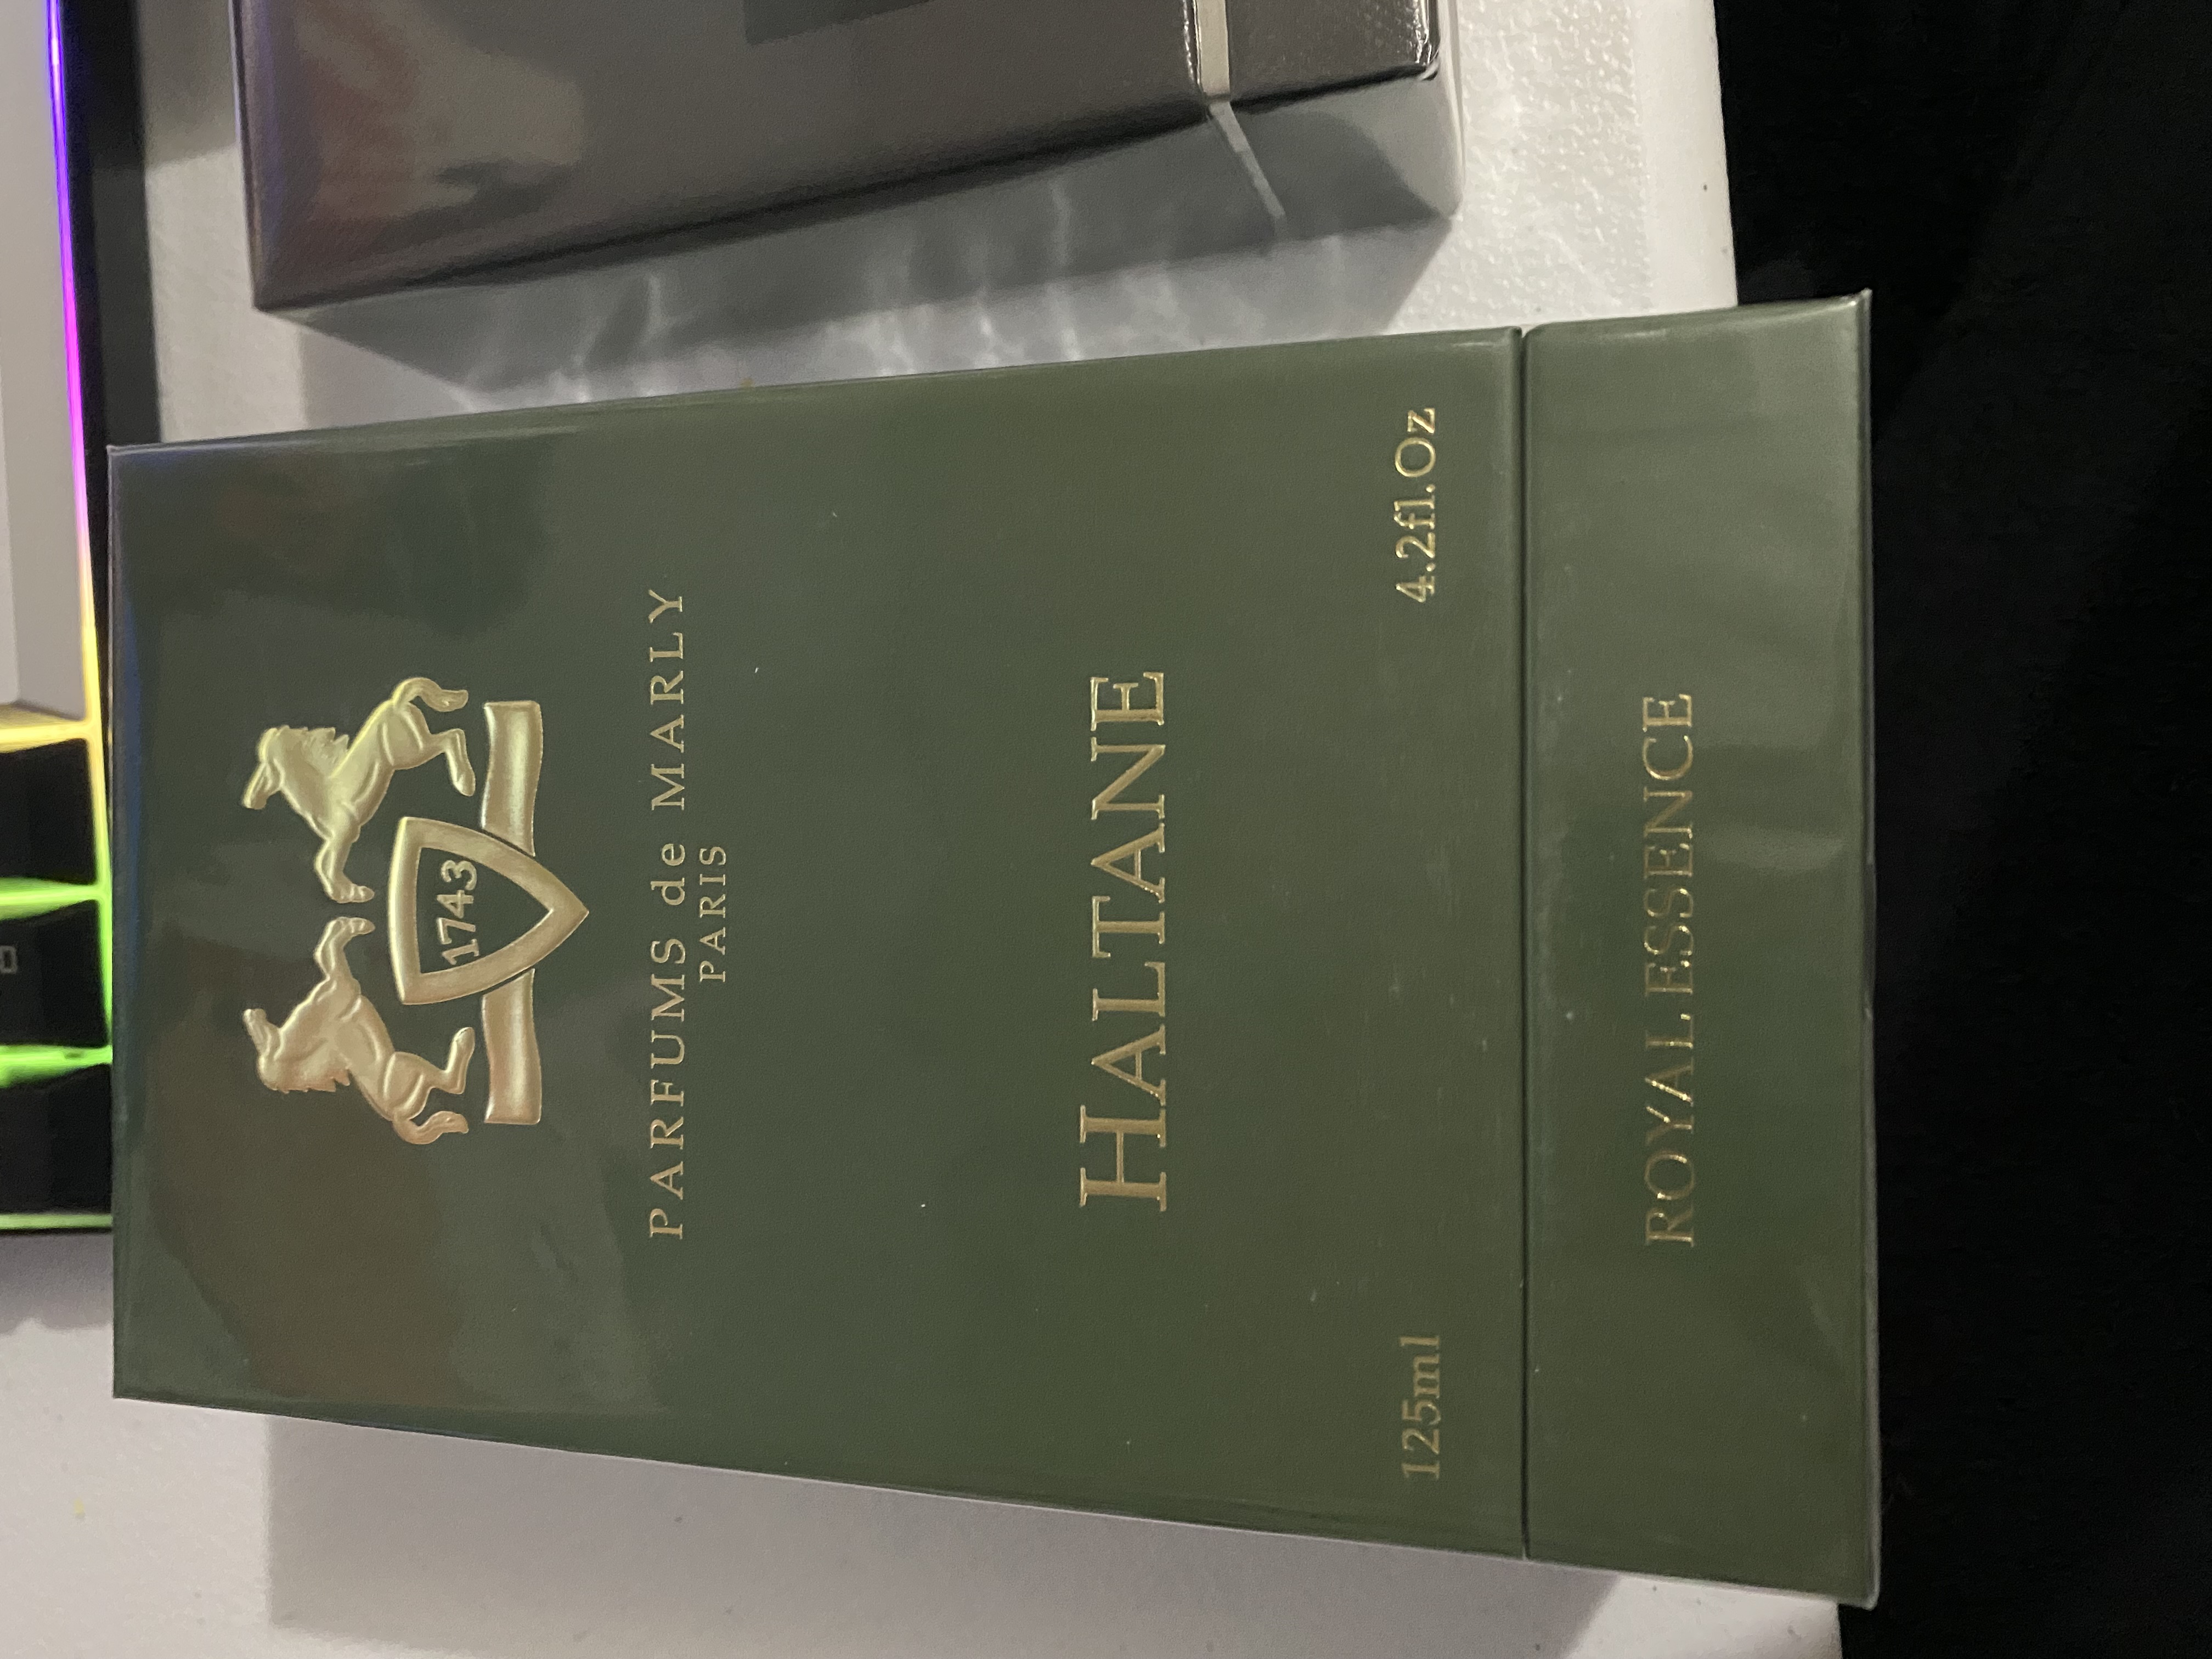 1743
PARFUMS de MARLY
PARIS
HALTANE
125ml 4.2fl.Oz
ROYAL ESSENCE